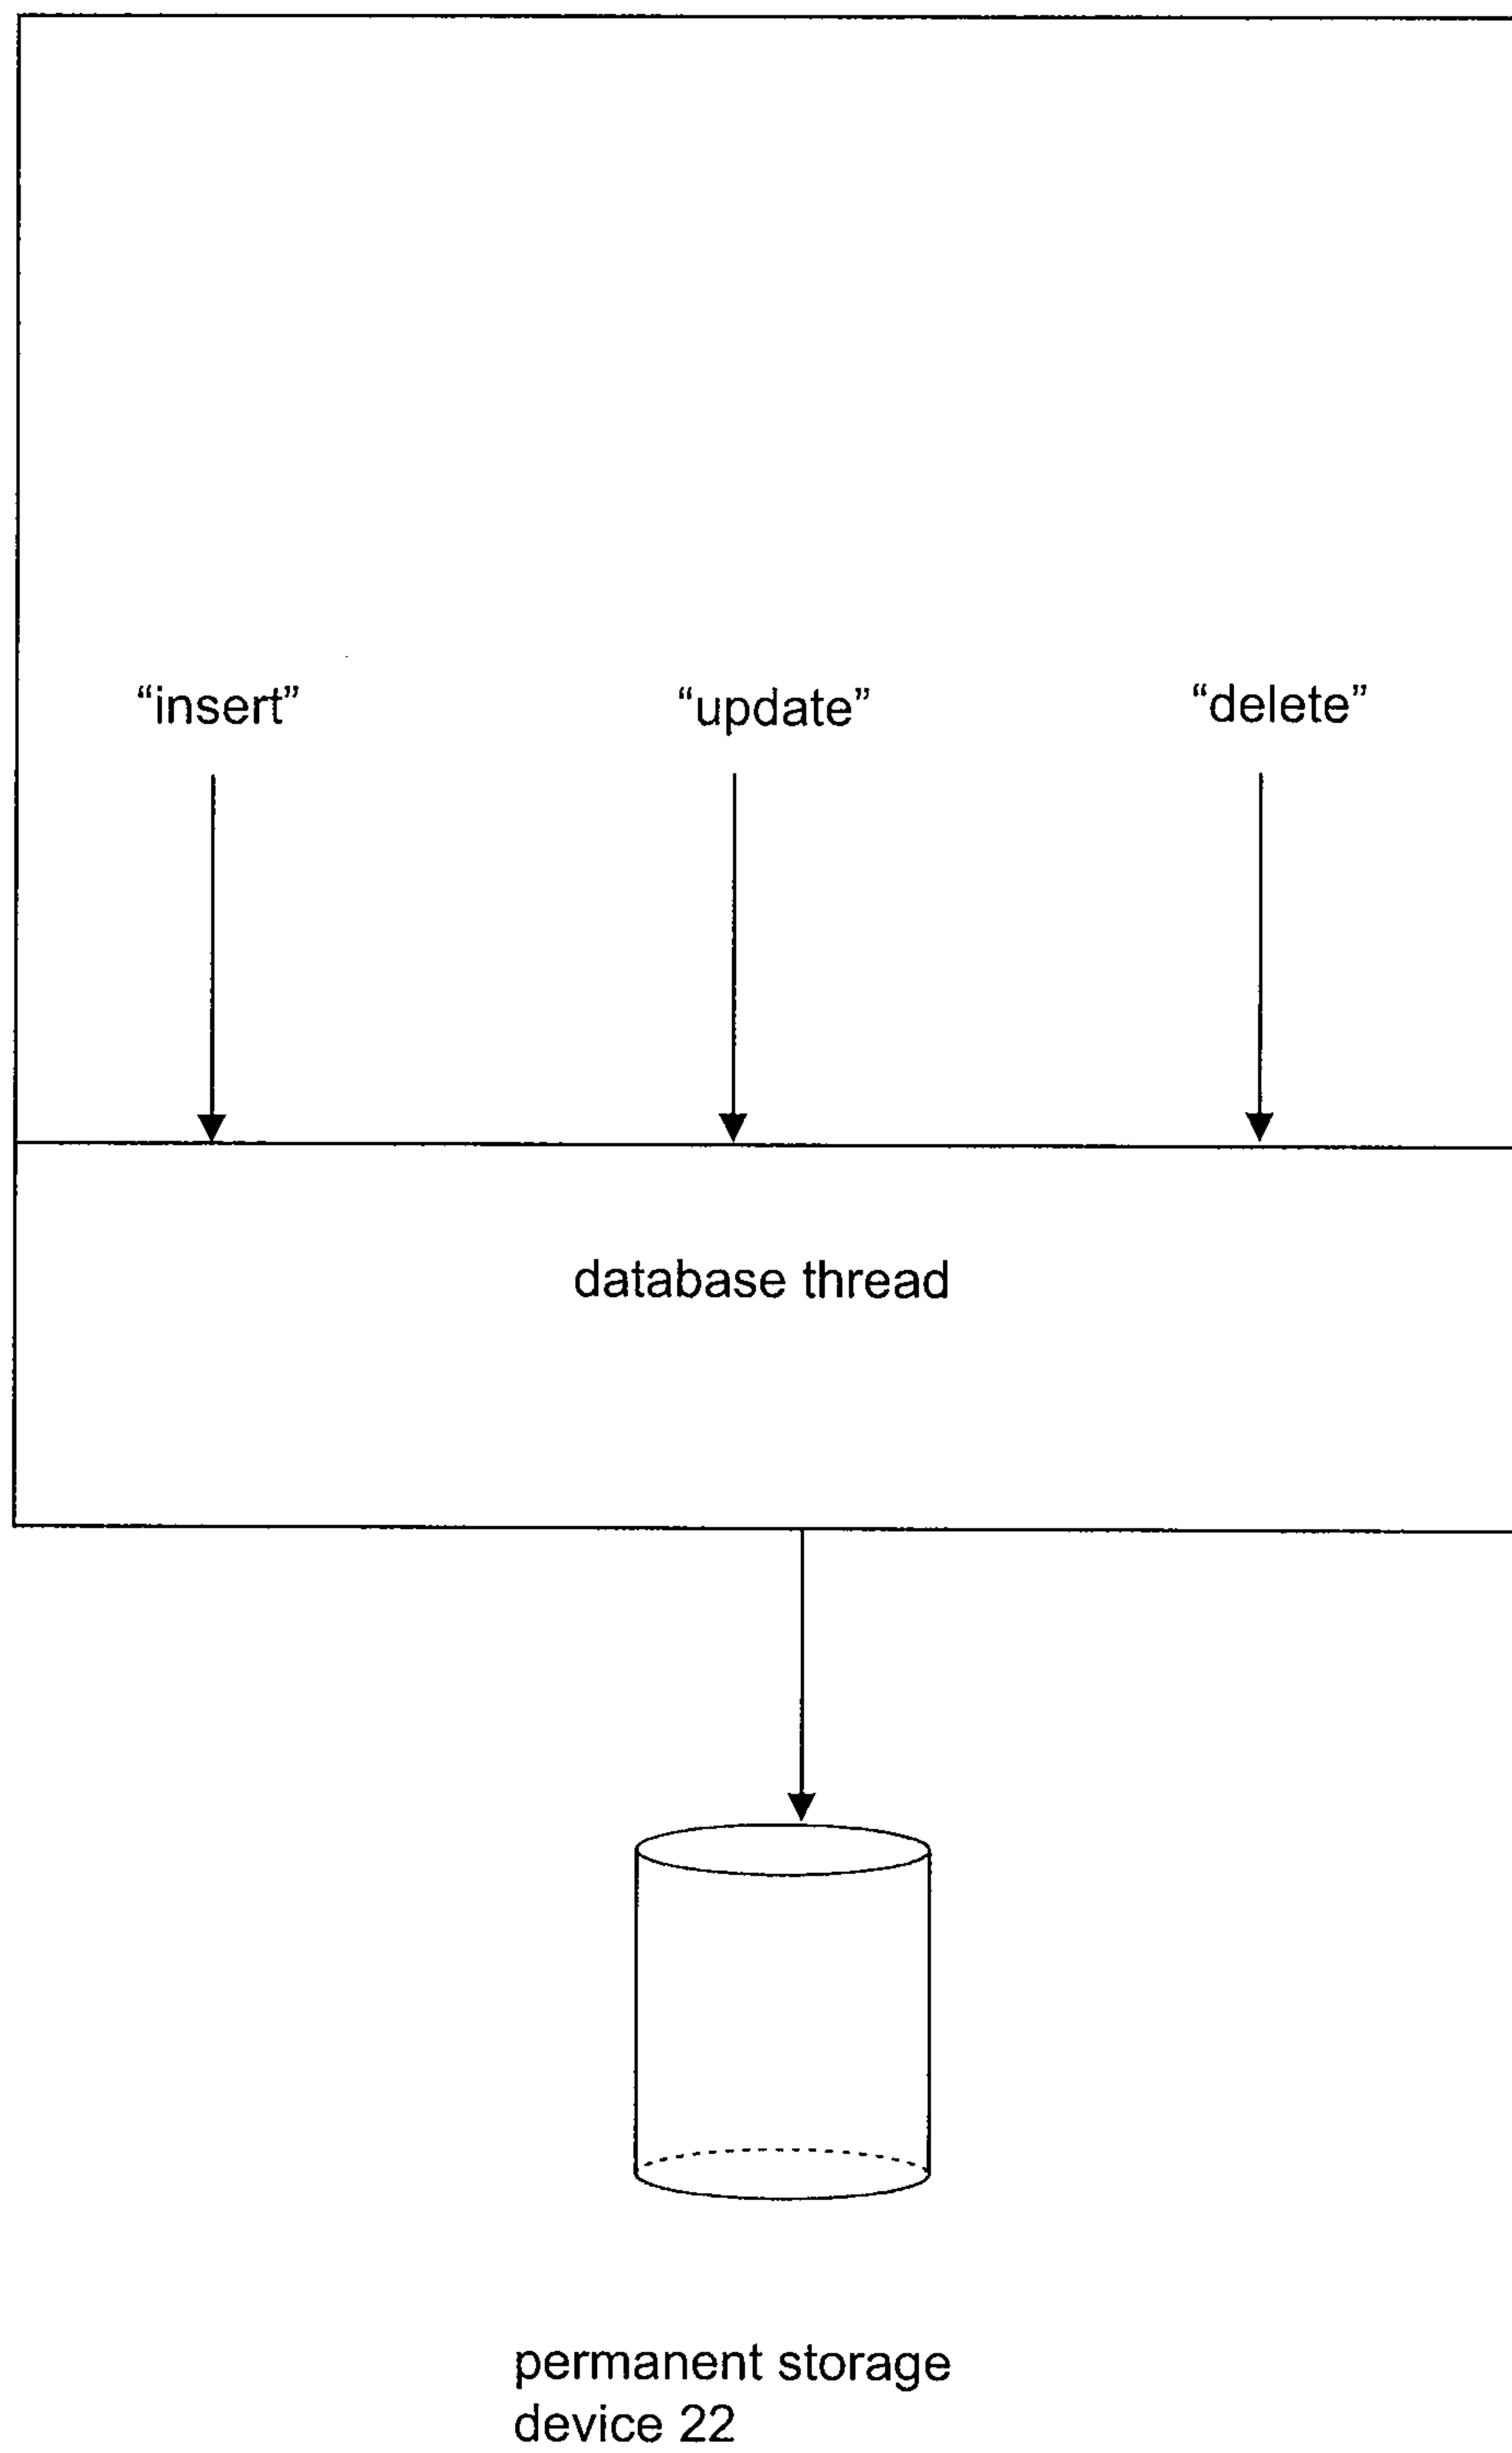 “insert” “update” “delete”
database thread
permanent storage
device 22